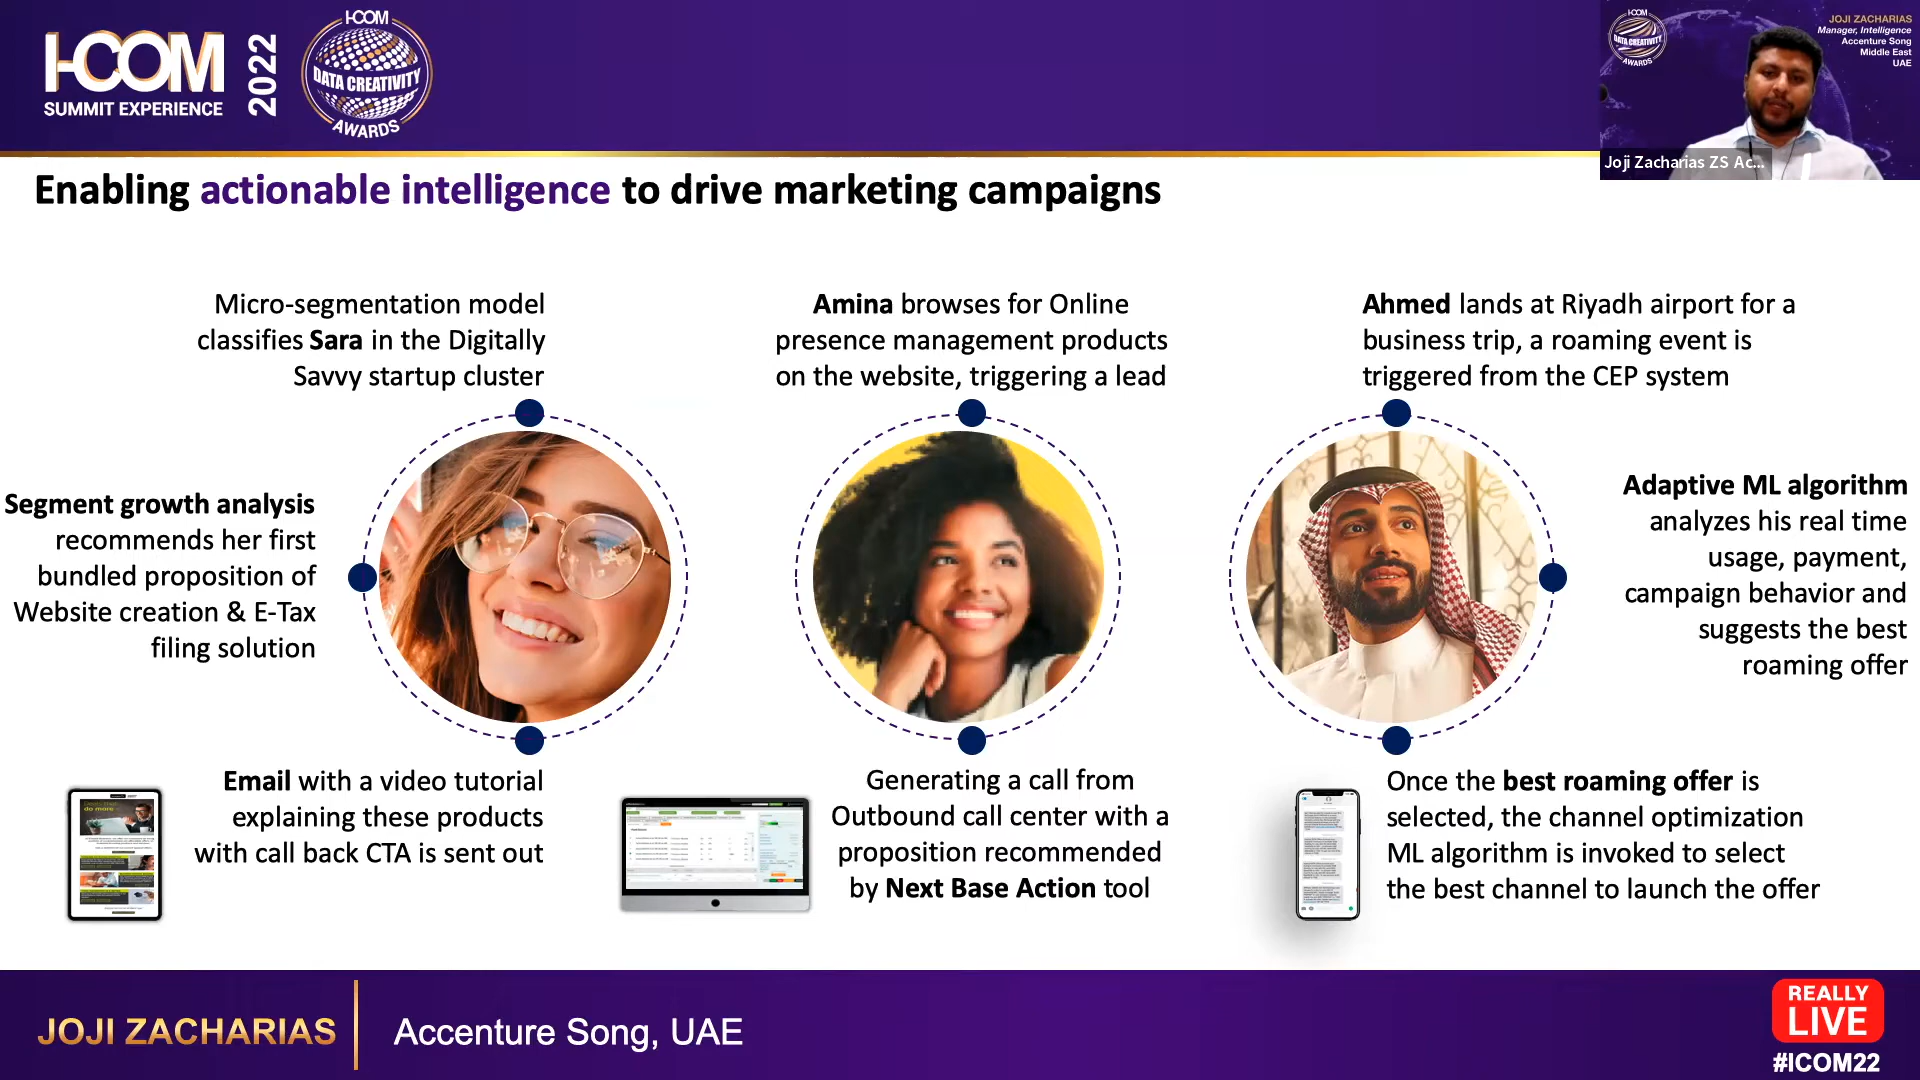 I-COM
SUMMIT EXPERIENCE
2022
I-COM
DATA CREATIVITY
AWARDS
I-COM
DATA CREATIVITY
AWARDS
JOJI ZACHARIAS
Manager, Intelligence
Accenture Song
Middle East
UAE
Joji Zacharias ZS Ac...
Enabling actionable intelligence to drive marketing campaigns
Micro-segmentation model
classifies Sara in the Digitally
Savvy startup cluster
Segment growth analysis
recommends her first
bundled proposition of
Website creation & E-Tax
filing solution
Email with a video tutorial
explaining these products
with call back CTA is sent out
Amina browses for Online
presence management products
on the website, triggering a lead
Generating a call from
Outbound call center with a
proposition recommended
by Next Base Action tool
Ahmed lands at Riyadh airport for a
business trip, a roaming event is
triggered from the CEP system
Adaptive ML algorithm
analyzes his real time
usage, payment,
campaign behavior and
suggests the best
roaming offer
Once the best roaming offer is
selected, the channel optimization
ML algorithm is invoked to select
the best channel to launch the offer
JOJI ZACHARIAS
Accenture Song, UAE
REALLY
LIVE
#ICOM22